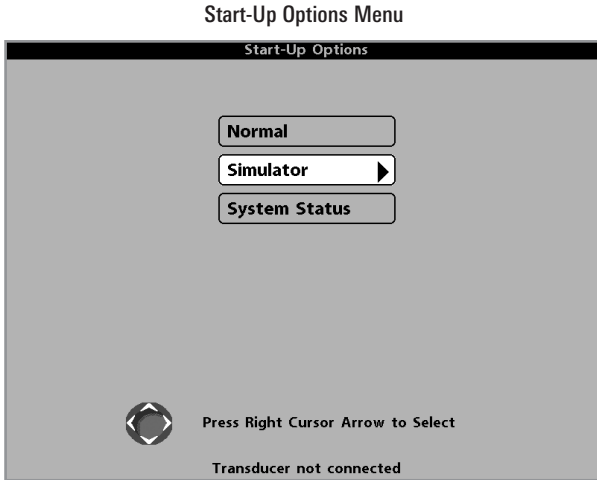 Start-Up Options Menu
Start-Up Options
Normal
Simulator
System Status
Press Right Cursor Arrow to Select
Transducer not connected